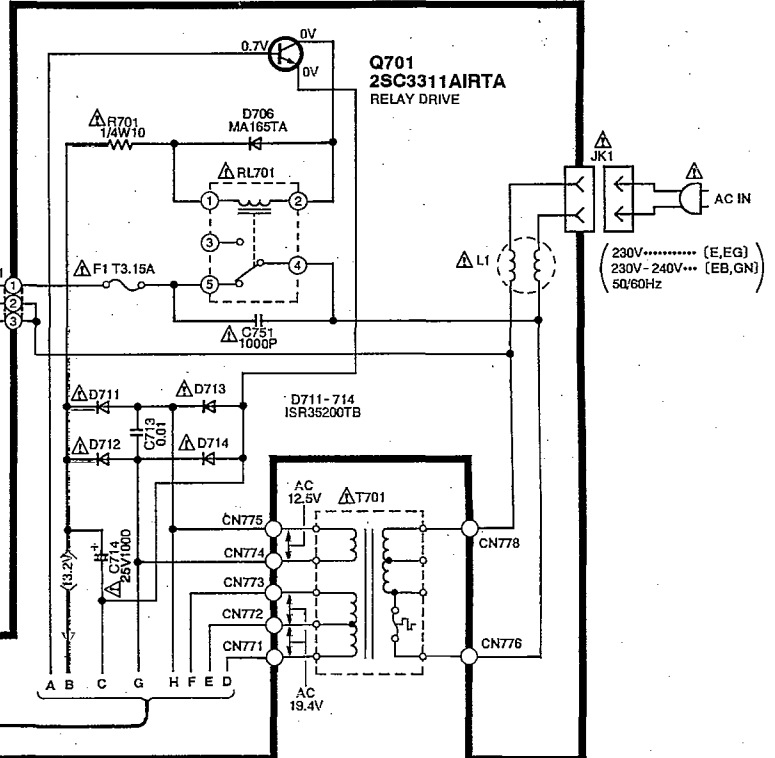 0V
0.7V
0V
Q701
2SC3311AIRTA
RELAY DRIVE
R701
1/4W10
D706
MA165TA
RL701
1
2
3
4
5
JK1
AC IN
L1
230V··········· [E,EG]
230V-240V··· [EB,GN]
50/60Hz
F1 T3.15A
1
2
3
C751
1000P
D711
D713
D711-714
ISR35200TB
C713
0.01
D712
D714
AC
12.5V
T701
CN775
CN778
CN774
13.2V
+
C714
25V1000
CN773
CN772
CN771
CN776
A B C G H F E D
AC
19.4V